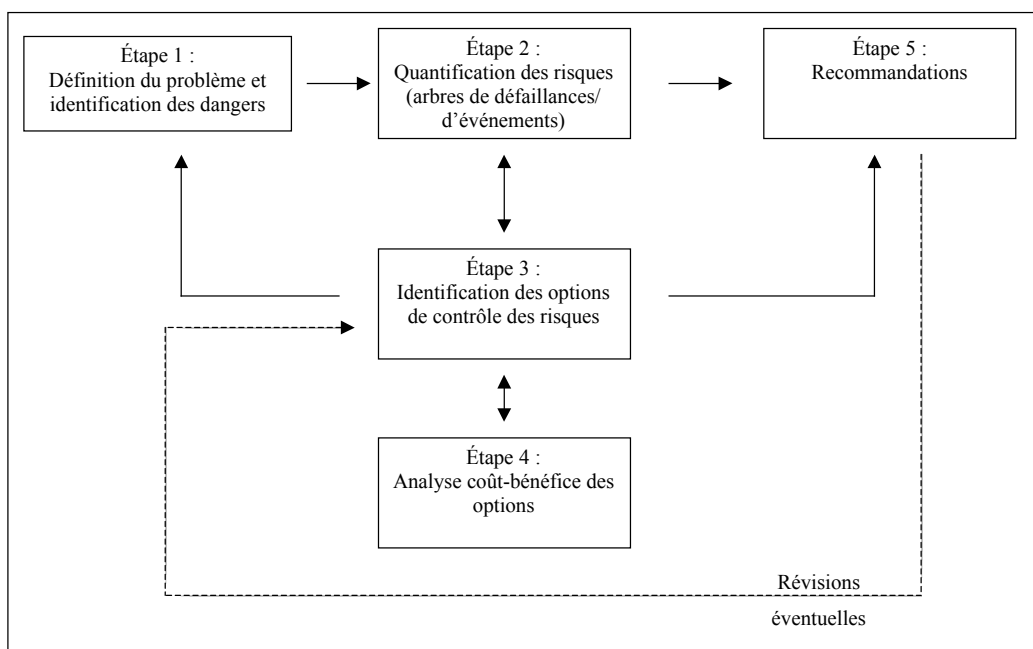 Étape 1 :
Définition du problème et
identification des dangers
Étape 2 :
Quantification des risques
(arbres de défaillances/
d’événements)
Étape 5 :
Recommandations
Étape 3 :
Identification des options
de contrôle des risques
Étape 4 :
Analyse coût-bénéfice des
options
Révisions
éventuelles